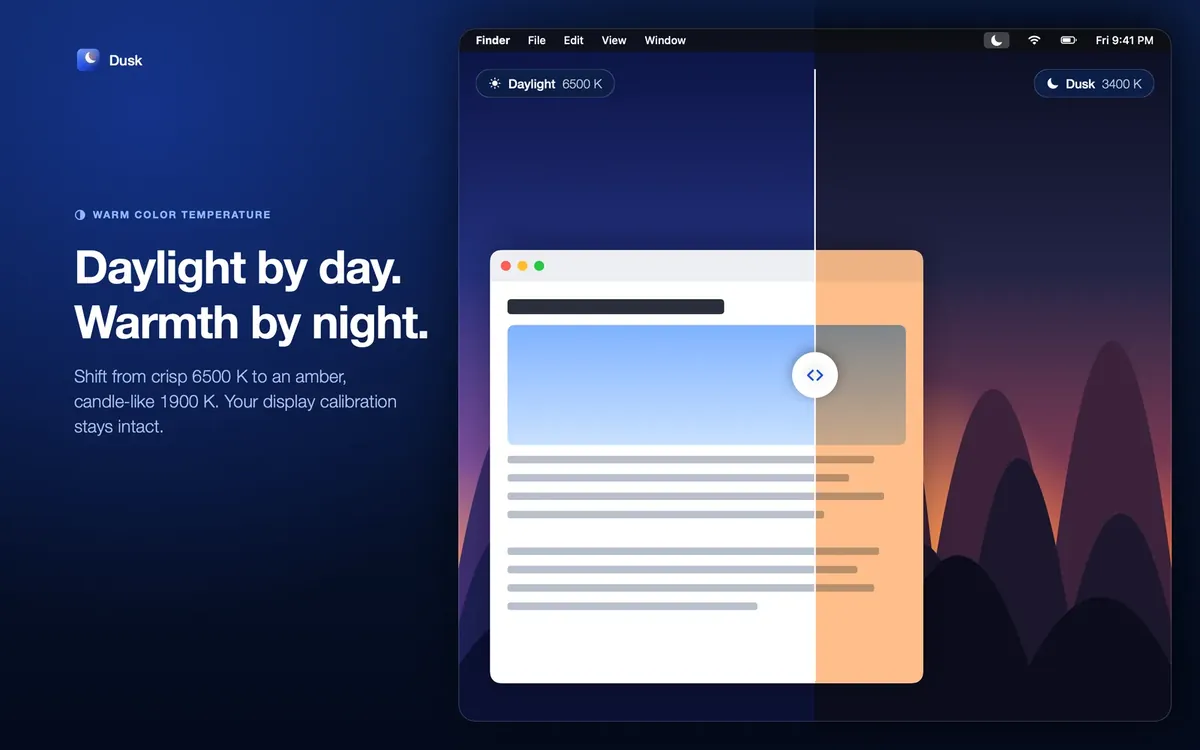 Dusk
WARM COLOR TEMPERATURE
Daylight by day.
Warmth by night.
Shift from crisp 6500 K to an amber,
candle-like 1900 K. Your display calibration
stays intact.
Finder File Edit View Window Fri 9:41 PM
Daylight 6500 K
Dusk 3400 K